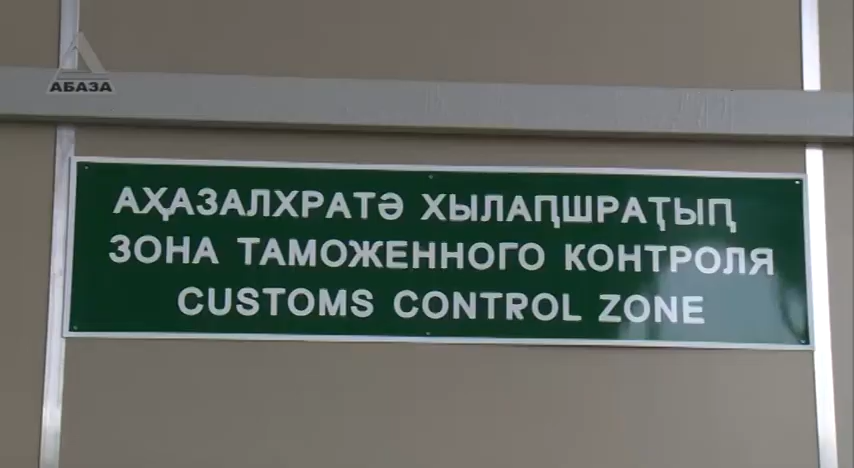 АБАЗА
АҲАЗАЛХРАТӘ ХЫЛАԤШРАҬЫԤ
ЗОНА ТАМОЖЕННОГО КОНТРОЛЯ
CUSTOMS CONTROL ZONE